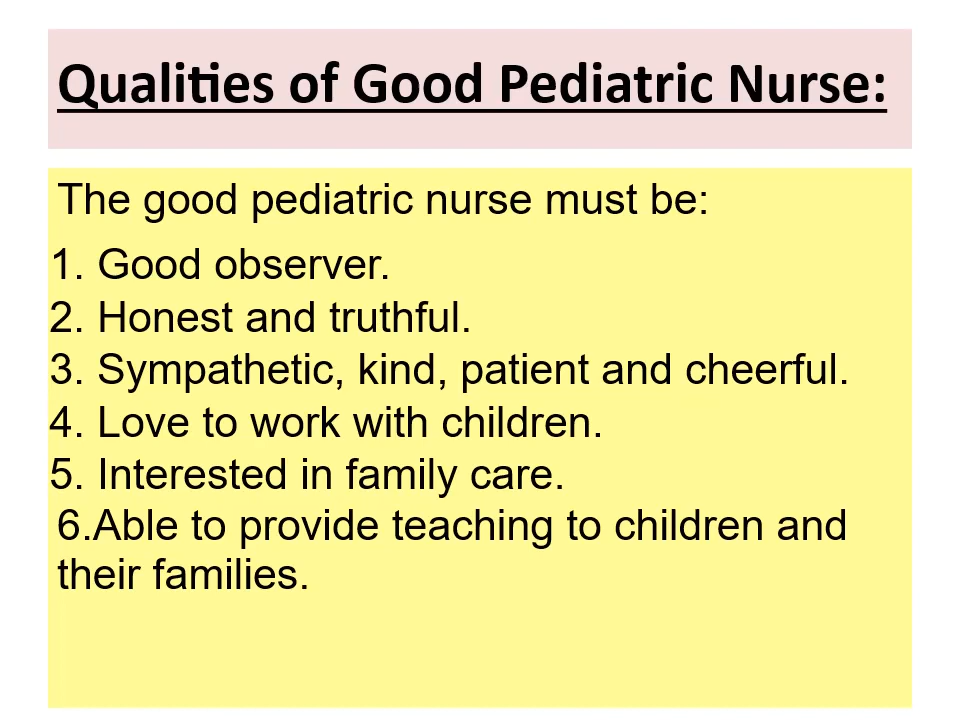 Qualities of Good Pediatric Nurse:
The good pediatric nurse must be:
1. Good observer.
2. Honest and truthful.
3. Sympathetic, kind, patient and cheerful.
4. Love to work with children.
5. Interested in family care.
6.Able to provide teaching to children and
their families.